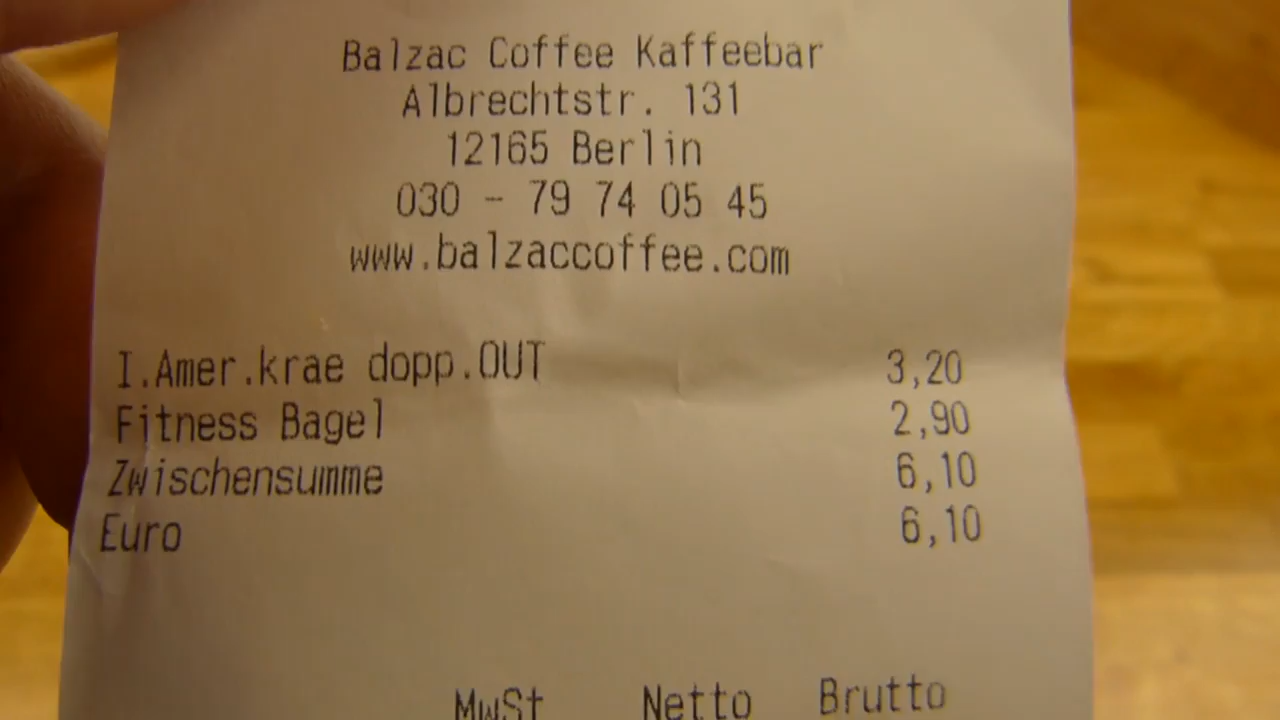 Balzac Coffee Kaffeebar
Albrechtstr. 131
12165 Berlin
030 - 79 74 05 45
www.balzaccoffee.com
I.Amer.krae dopp.OUT 3,20
Fitness Bagel 2,90
Zwischensumme 6,10
Euro 6,10
MwSt Netto Brutto